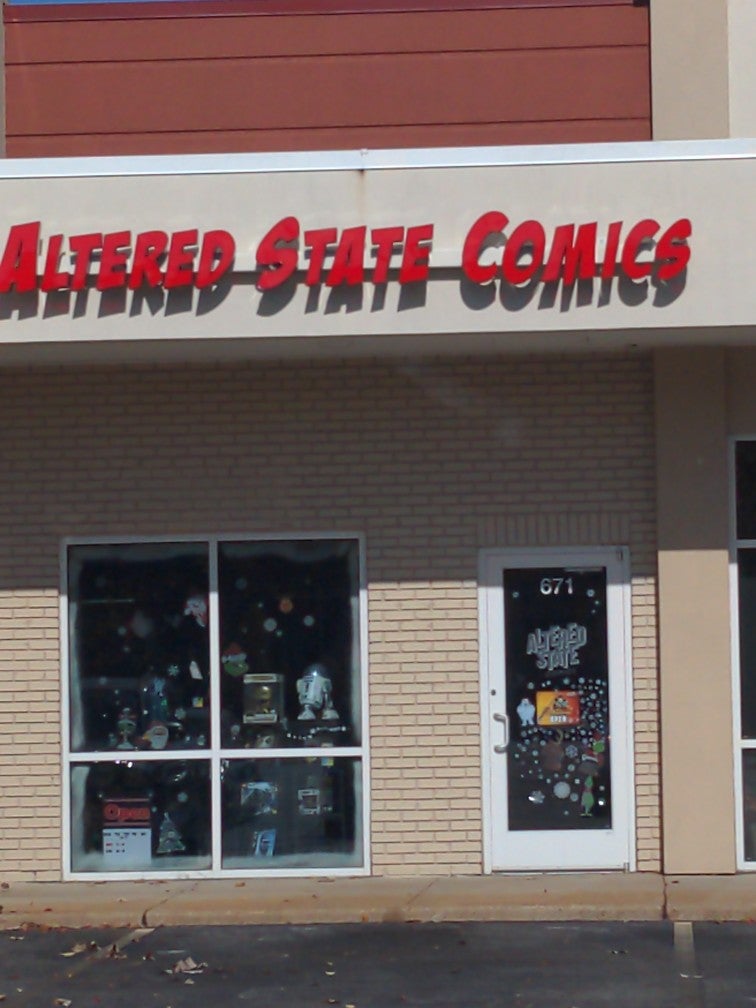 ALTERED STATE COMICS
671
ALTERED
STATE
Open